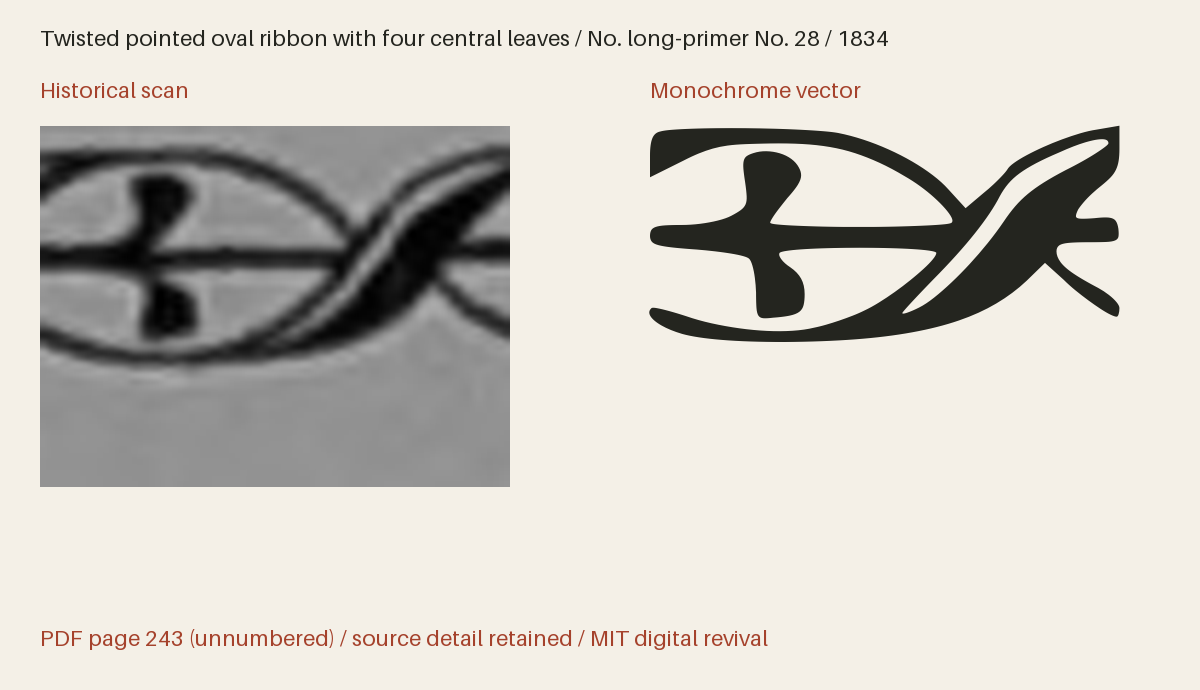 Twisted pointed oval ribbon with four central leaves / No. long-primer No. 28 / 1834
Historical scan
Monochrome vector
PDF page 243 (unnumbered) / source detail retained / MIT digital revival